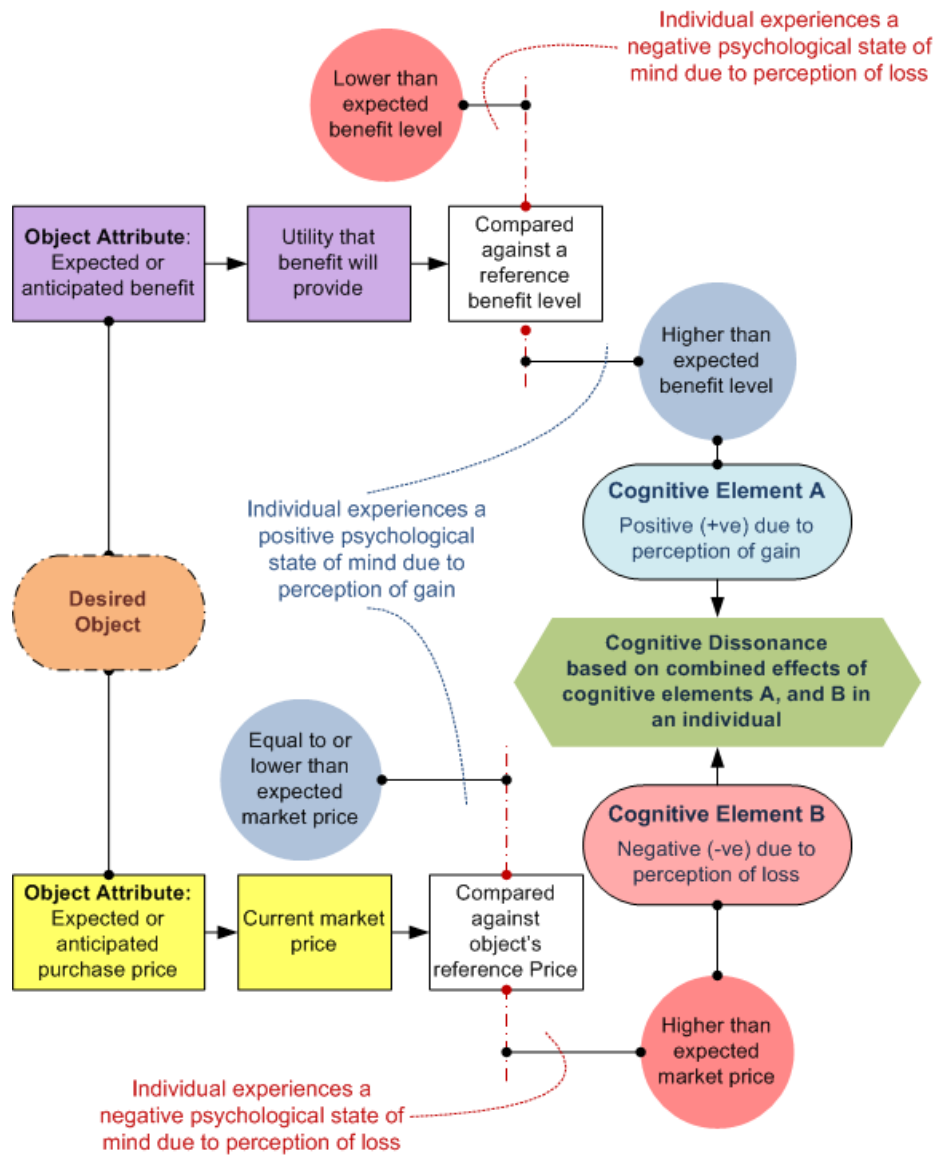 Individual experiences a
negative psychological state of
mind due to perception of loss
Lower than
expected
benefit level
Object Attribute:
Expected or
anticipated benefit
Utility that
benefit will
provide
Compared
against a
reference
benefit level
Higher than
expected
benefit level
Cognitive Element A
Positive (+ve) due to
perception of gain
Individual experiences a
positive psychological
state of mind due to
perception of gain
Desired
Object
Cognitive Dissonance
based on combined effects of
cognitive elements A, and B in
an individual
Equal to or
lower than
expected
market price
Cognitive Element B
Negative (-ve) due to
perception of loss
Object Attribute:
Expected or
anticipated
purchase price
Current market
price
Compared
against
object's
reference Price
Higher than
expected
market price
Individual experiences a
negative psychological state of
mind due to perception of loss